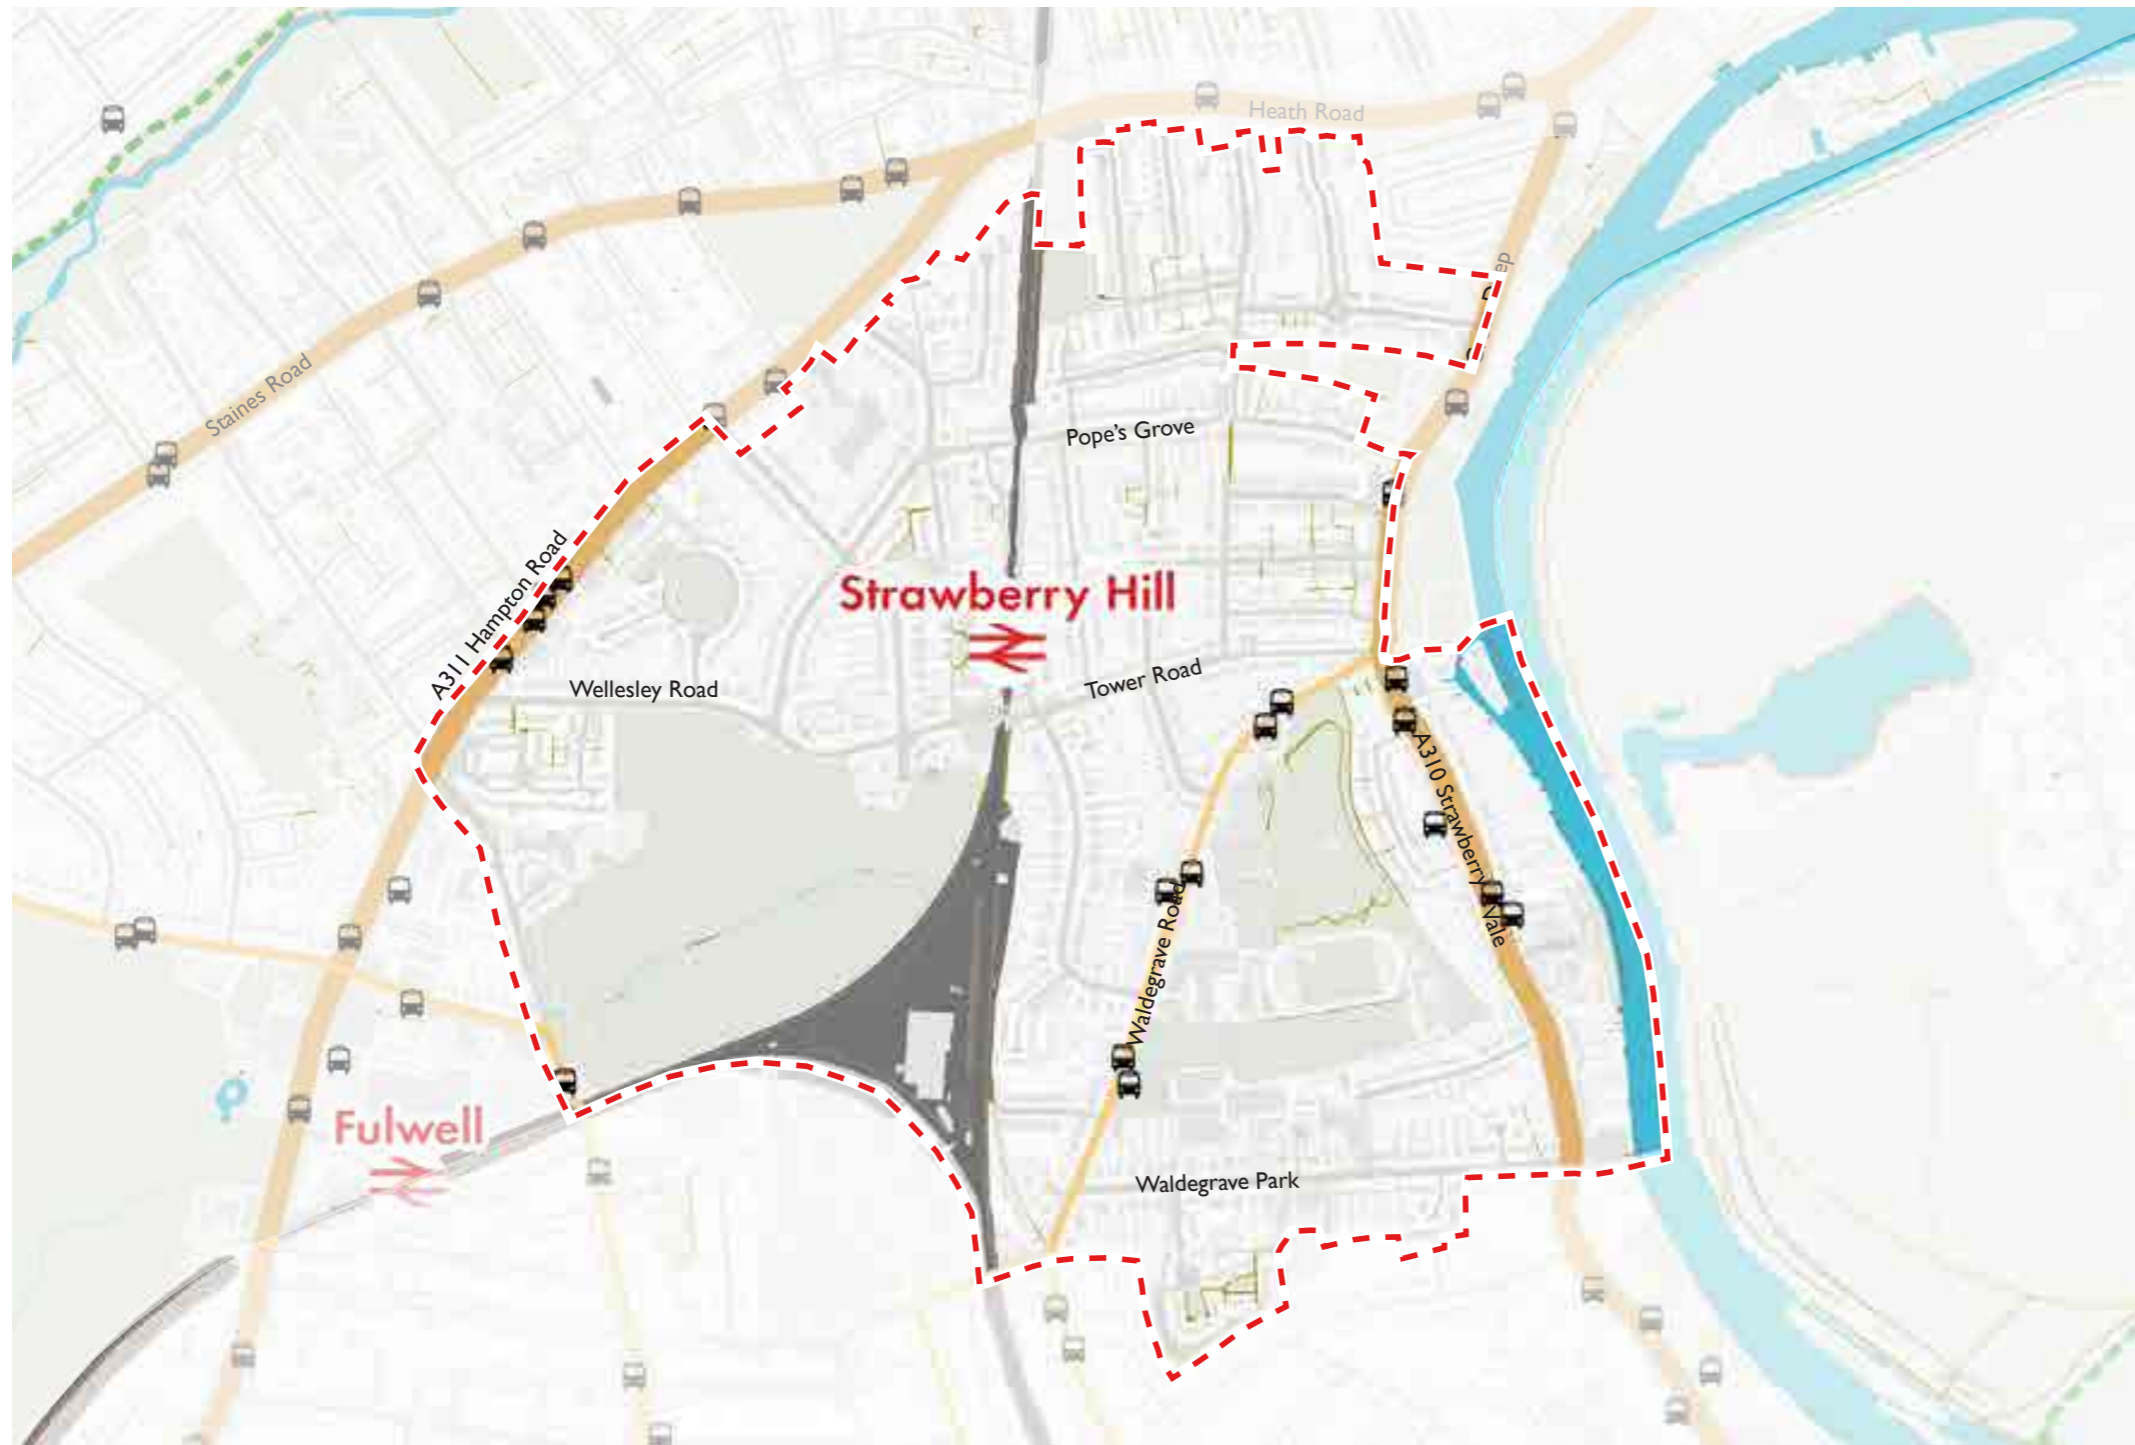 Heath Road
ep
Staines Road
Pope's Grove
A311 Hampton Road
Strawberry Hill
Wellesley Road
Tower Road
A310 Strawberry Vale
Waldegrave Road
Fulwell
Waldegrave Park